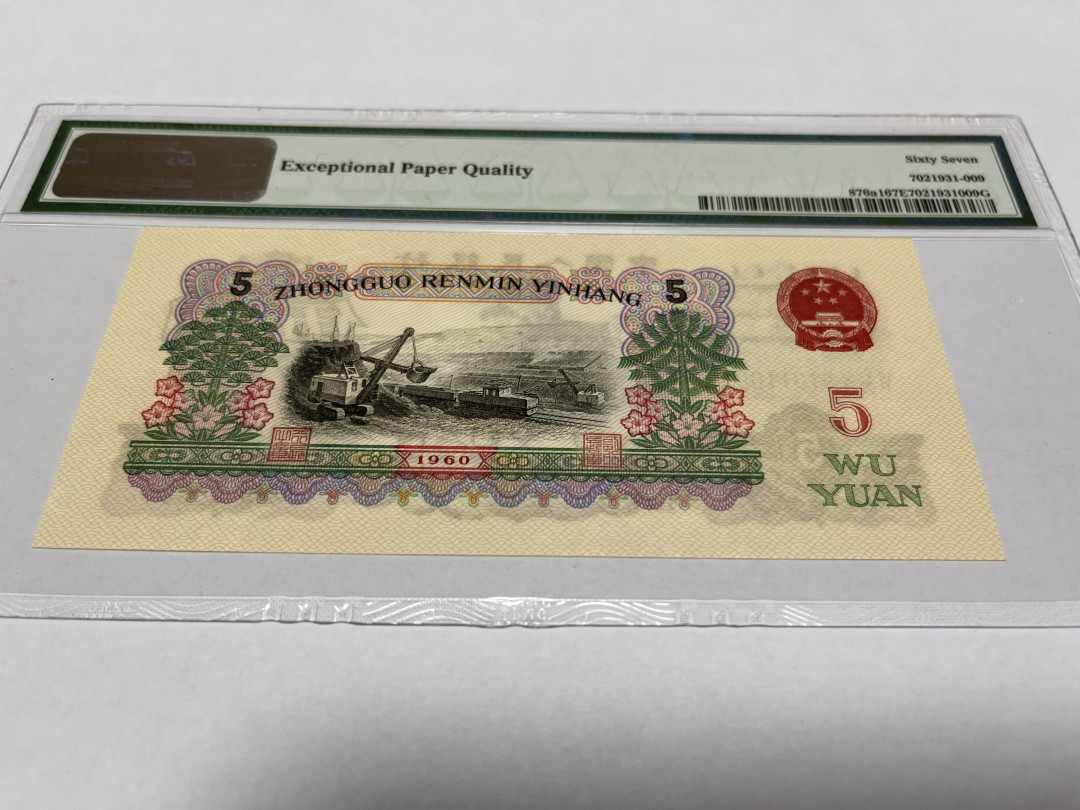 Exceptional Paper Quality
Sixty Seven
7021931-009
876a167E7021931009G
5 ZHONGGUO RENMIN YINHANG 5
5
1960
WU
YUAN